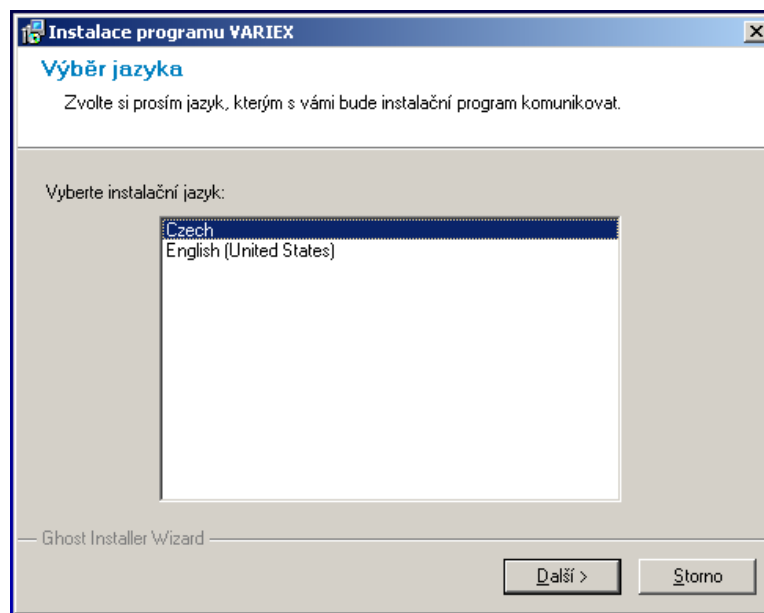 Instalace programu VARIEX
Výběr jazyka
Zvolte si prosím jazyk, kterým s vámi bude instalační program komunikovat.
Vyberte instalační jazyk:
Czech
English (United States)
Ghost Installer Wizard
Další >
Storno